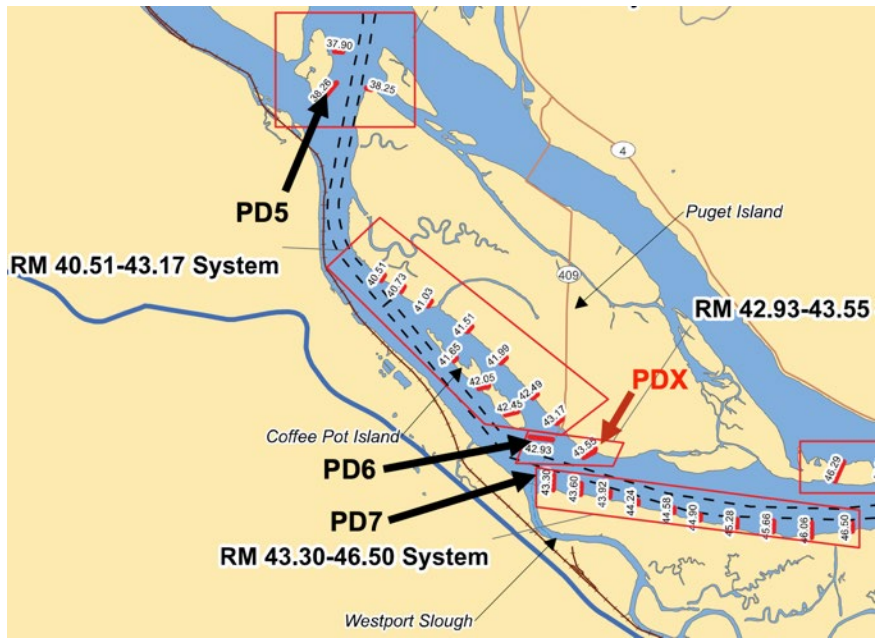 37.90
38.26
38.25
4
PD5
Puget Island
RM 40.51-43.17 System
409
40.51
40.73
41.03
RM 42.93-43.55
41.51
41.65
41.99
42.05
42.49
PDX
42.45
43.17
Coffee Pot Island
42.93
43.55
46.29
PD6
43.30
43.60
43.92
44.24
44.58
44.90
45.28
45.66
46.06
46.50
PD7
RM 43.30-46.50 System
Westport Slough